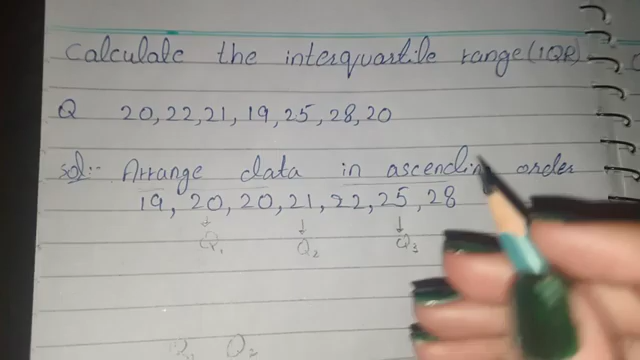 Calculate the interquartile range (IQR)
Q 20, 22, 21, 19, 25, 28, 20
Sol:- Arrange data in ascending order
19, 20, 20, 21, 22, 25, 28
↓ ↓ ↓
Q₁ Q₂ Q₃
Q₂